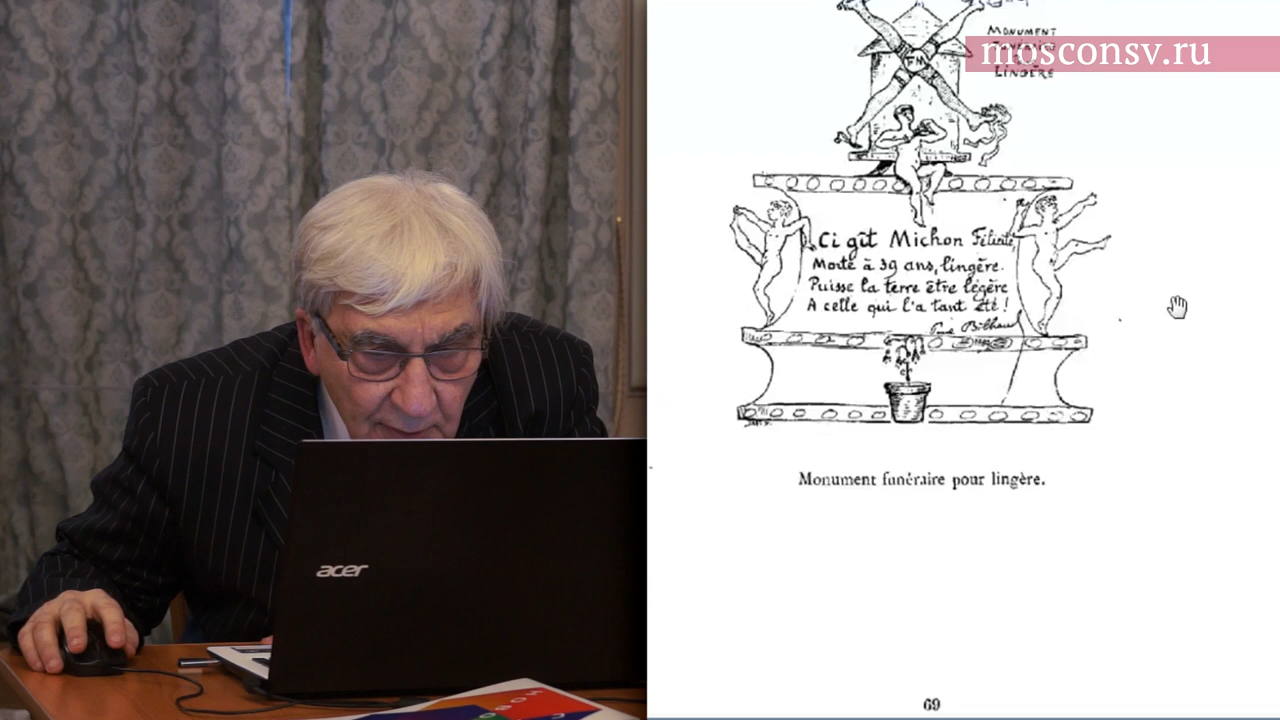 mosconsv.ru
MONUMENT
LINGÈRE
FM
Ci gît Michon Félicité,
Morte à 39 ans, lingère.
Puisse la terre être légère
A celle qui l'a tant été !
acer
Monument funéraire pour lingère.
69